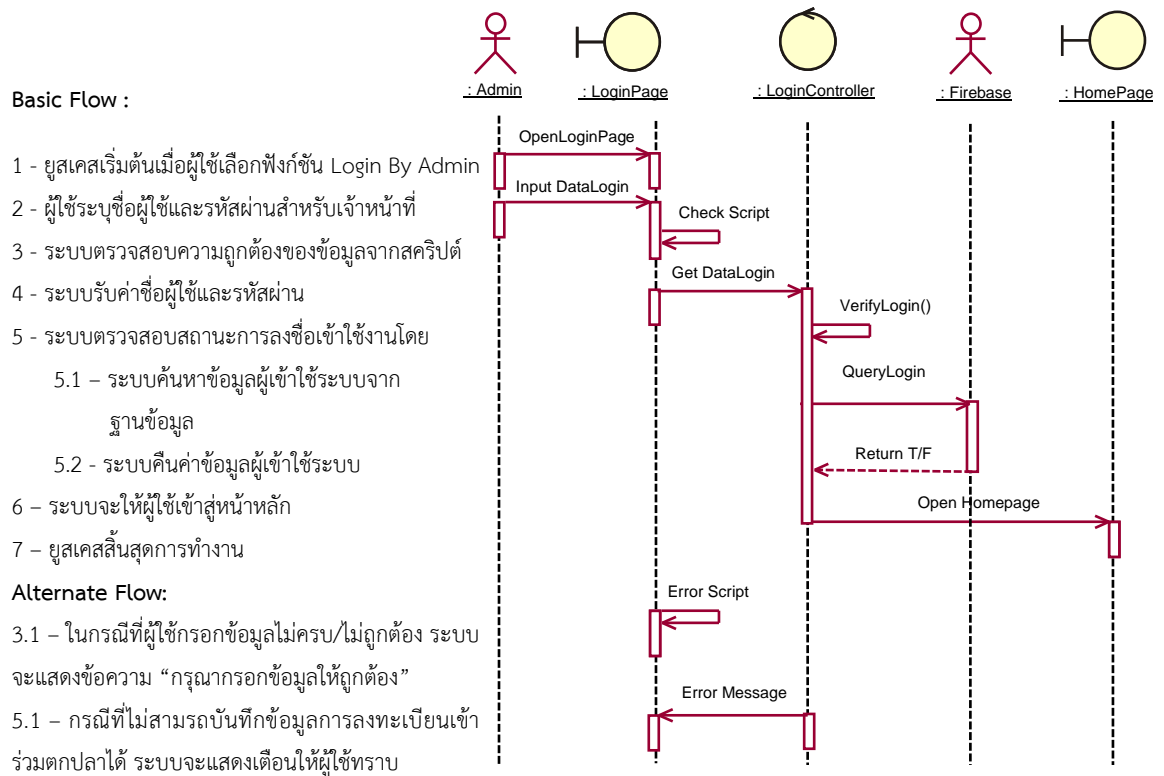 : Admin
: LoginPage
: LoginController
: Firebase
: HomePage
Basic Flow :
1 - ยูสเคสเริ่มต้นเมื่อผู้ใช้เลือกฟังก์ชัน Login By Admin
2 - ผู้ใช้ระบุชื่อผู้ใช้และรหัสผ่านสำหรับเจ้าหน้าที่
3 - ระบบตรวจสอบความถูกต้องของข้อมูลจากสคริปต์
4 - ระบบรับค่าชื่อผู้ใช้และรหัสผ่าน
5 - ระบบตรวจสอบสถานะการลงชื่อเข้าใช้งานโดย
5.1 – ระบบค้นหาข้อมูลผู้เข้าใช้ระบบจาก
ฐานข้อมูล
5.2 - ระบบคืนค่าข้อมูลผู้เข้าใช้ระบบ
6 – ระบบจะให้ผู้ใช้เข้าสู่หน้าหลัก
7 – ยูสเคสสิ้นสุดการทำงาน
Alternate Flow:
3.1 – ในกรณีที่ผู้ใช้กรอกข้อมูลไม่ครบ/ไม่ถูกต้อง ระบบ
จะแสดงข้อความ “กรุณากรอกข้อมูลให้ถูกต้อง”
5.1 – กรณีที่ไม่สามรถบันทึกข้อมูลการลงทะเบียนเข้า
ร่วมตกปลาได้ ระบบจะแสดงเตือนให้ผู้ใช้ทราบ
OpenLoginPage
Input DataLogin
Check Script
Get DataLogin
VerifyLogin()
QueryLogin
Return T/F
Open Homepage
Error Script
Error Message